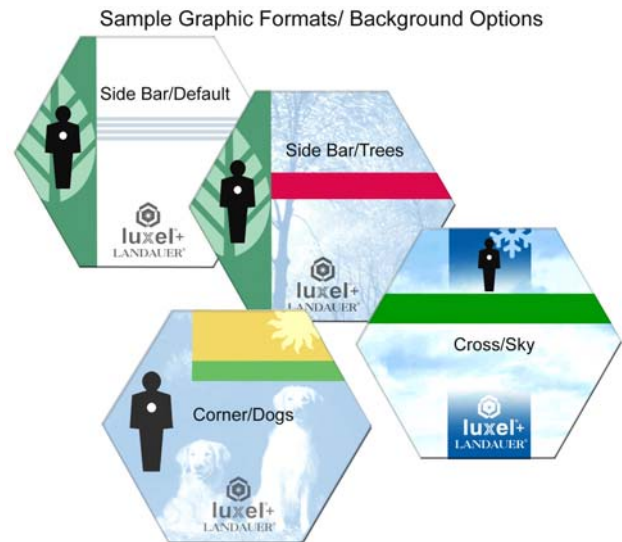 Sample Graphic Formats/ Background Options
Side Bar/Default
luxel®+
LANDAUER®
Side Bar/Trees
luxel®+
LANDAUER®
Cross/Sky
luxel®+
LANDAUER®
Corner/Dogs
luxel®+
LANDAUER®